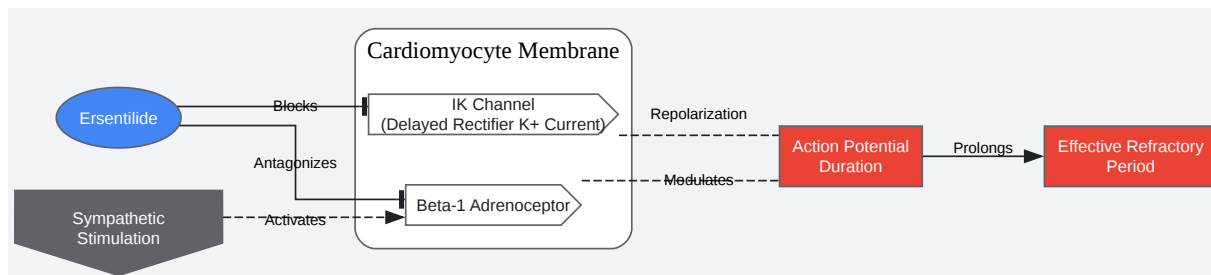 Cardiomyocyte Membrane
Ersentilide
Blocks
IK Channel
(Delayed Rectifier K+ Current)
Repolarization
Antagonizes
Action Potential
Duration
Prolongs
Effective Refractory
Period
Modulates
Beta-1 Adrenoceptor
Sympathetic
Stimulation
Activates